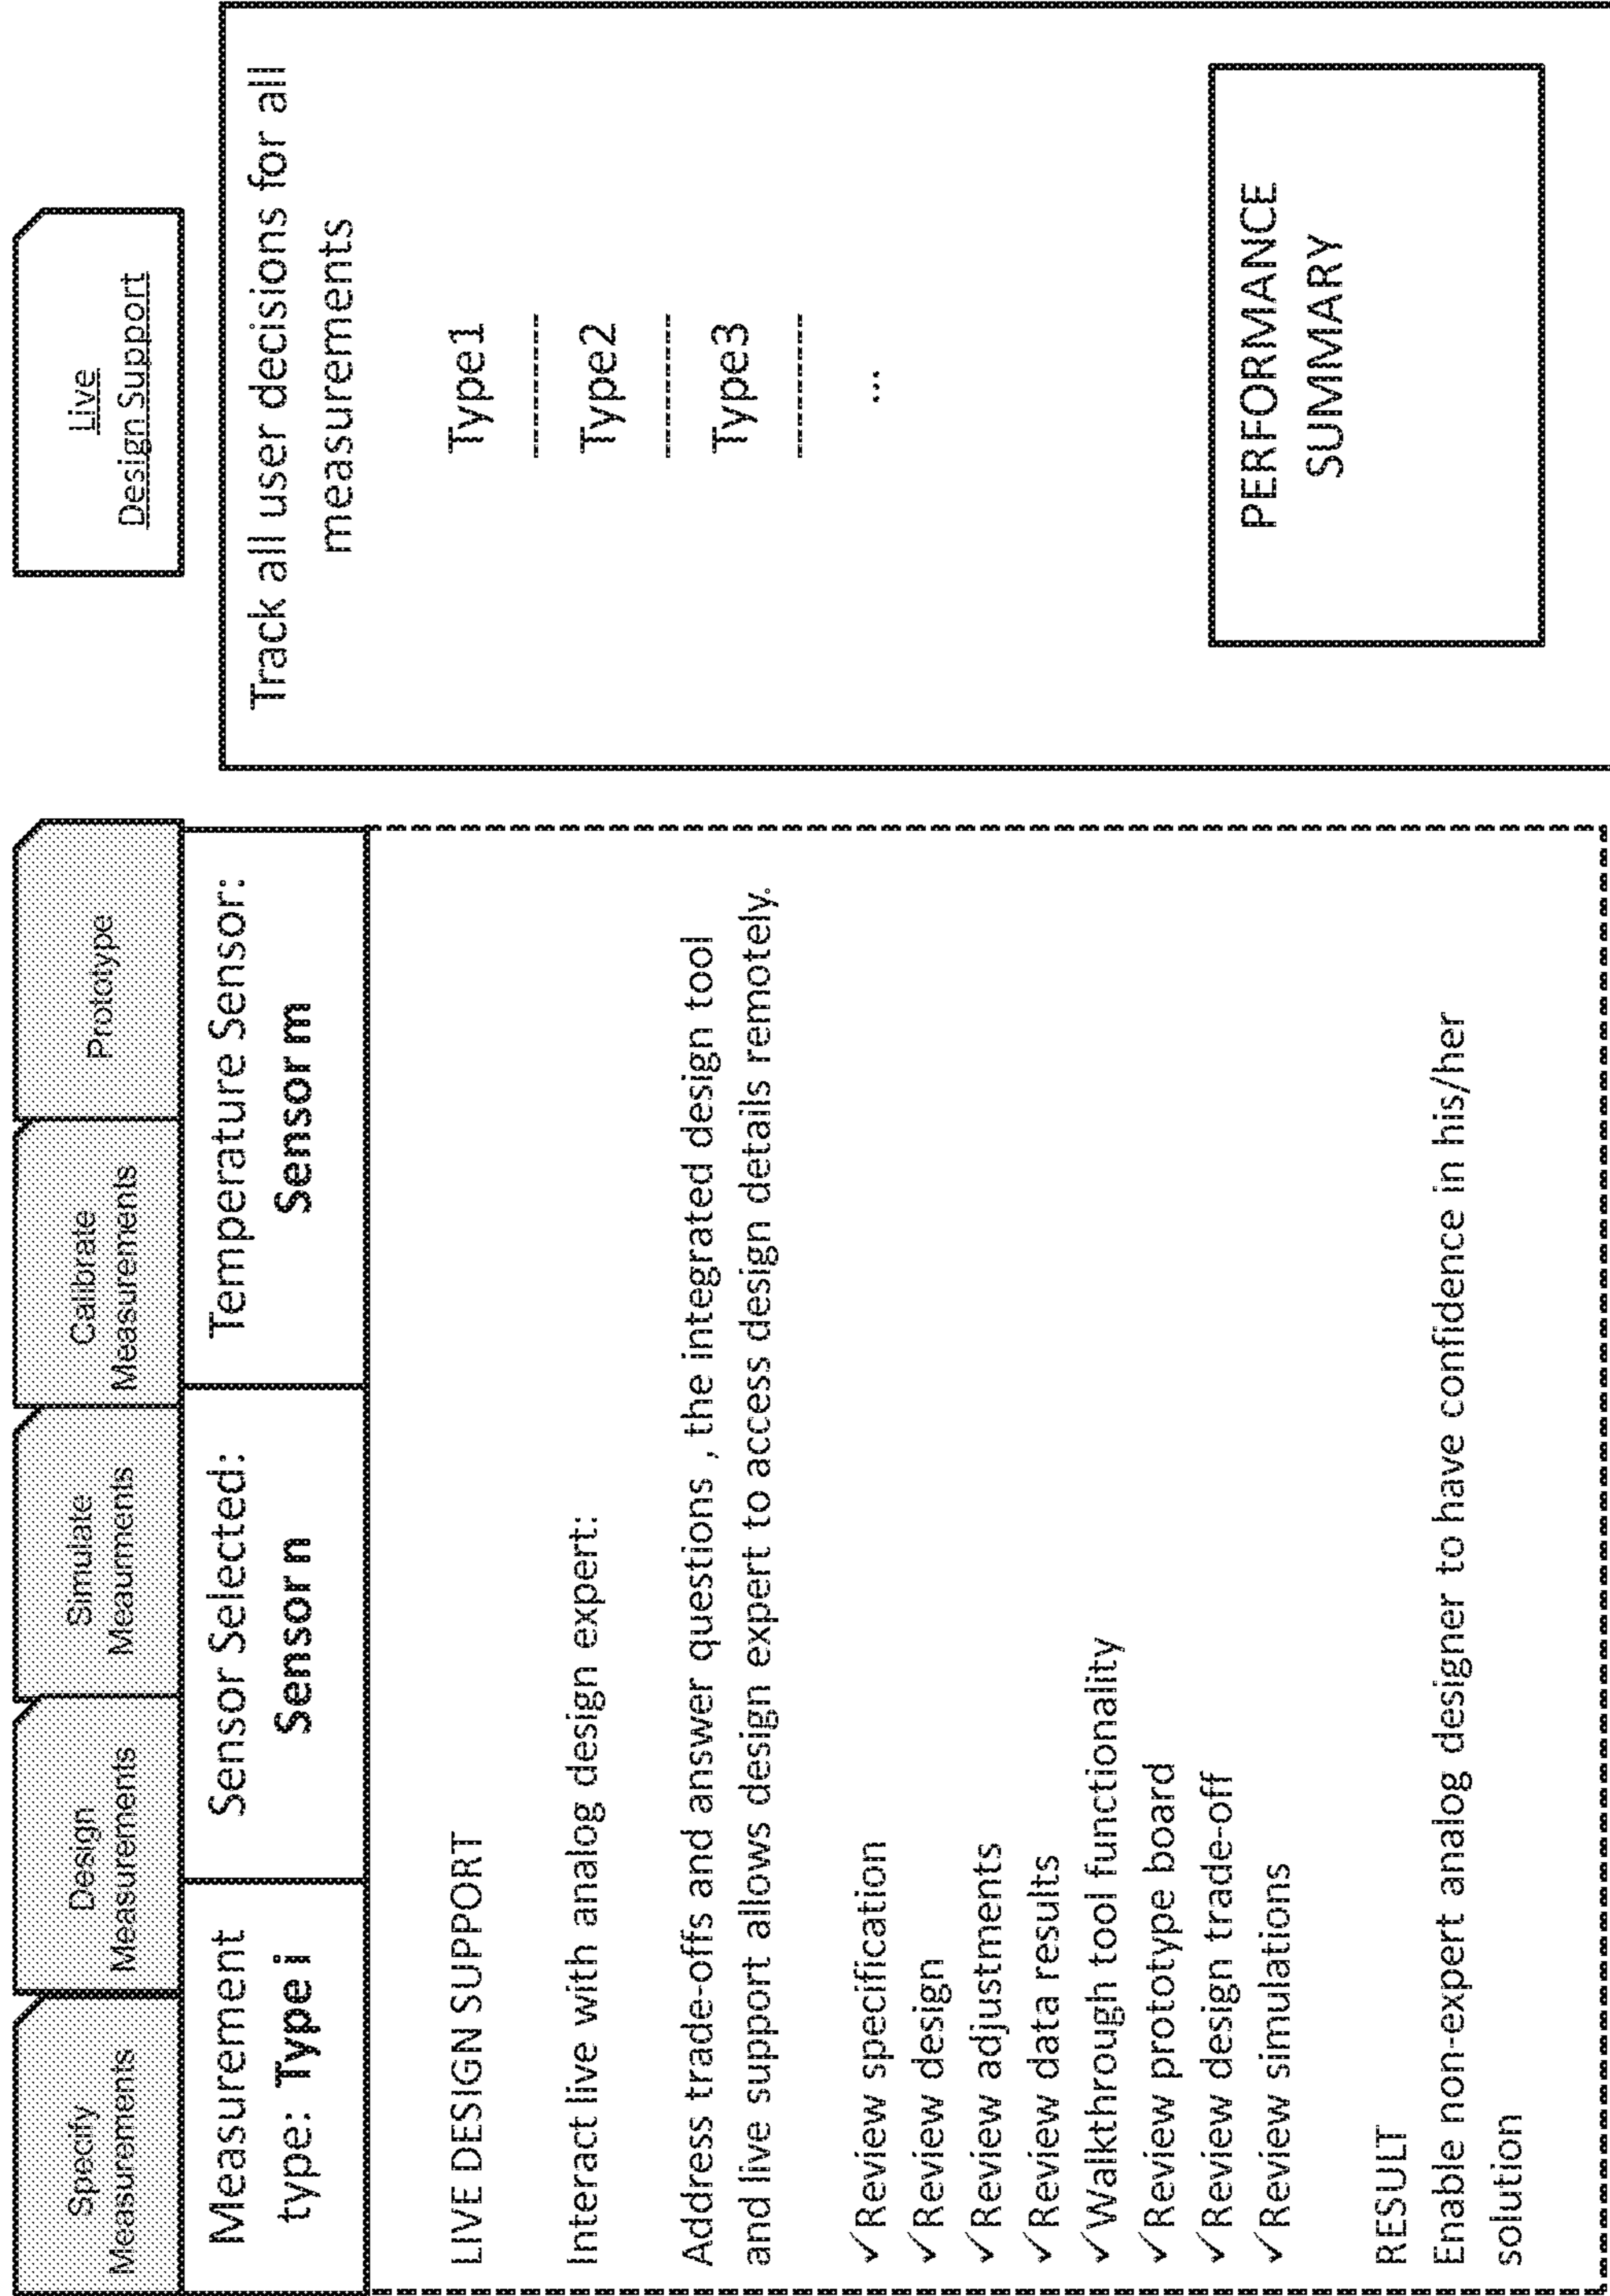 Specify
Measurements
Design
Measurements
Simulate
Meaurments
Calibrate
Measurements
Prototype
Live
Design Support
Measurement
type: Type i
Sensor Selected:
Sensor n
Temperature Sensor:
Sensor m
LIVE DESIGN SUPPORT
Interact live with analog design expert:
Address trade-offs and answer questions , the integrated design tool
and live support allows design expert to access design details remotely.
✓Review specification
✓Review design
✓Review adjustments
✓Review data results
✓Walkthrough tool functionality
✓Review prototype board
✓Review design trade-off
✓Review simulations
RESULT
Enable non-expert analog designer to have confidence in his/her
solution
Track all user decisions for all
measurements
Type1
Type2
Type3
...
PERFORMANCE
SUMMARY